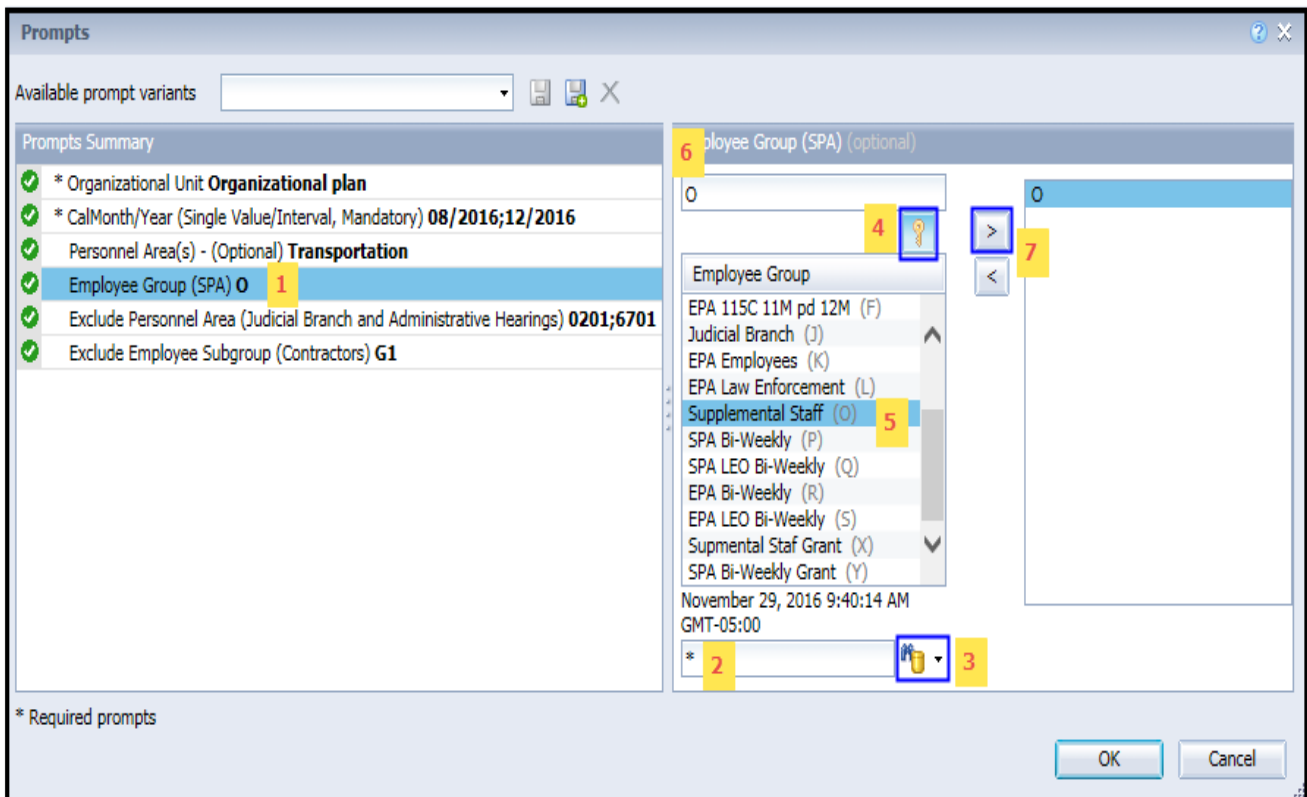 Prompts
Available prompt variants
Prompts Summary
* Organizational Unit Organizational plan
* CalMonth/Year (Single Value/Interval, Mandatory) 08/2016;12/2016
Personnel Area(s) - (Optional) Transportation
Employee Group (SPA) O 1
Exclude Personnel Area (Judicial Branch and Administrative Hearings) 0201;6701
Exclude Employee Subgroup (Contractors) G1
6 ployee Group (SPA) (optional)
O
4
Employee Group
EPA 115C 11M pd 12M (F)
Judicial Branch (J)
EPA Employees (K)
EPA Law Enforcement (L)
Supplemental Staff (O) 5
SPA Bi-Weekly (P)
SPA LEO Bi-Weekly (Q)
EPA Bi-Weekly (R)
EPA LEO Bi-Weekly (S)
Supmental Staf Grant (X)
SPA Bi-Weekly Grant (Y)
November 29, 2016 9:40:14 AM
GMT-05:00
* 2
3
>
7
<
O
* Required prompts
OK
Cancel